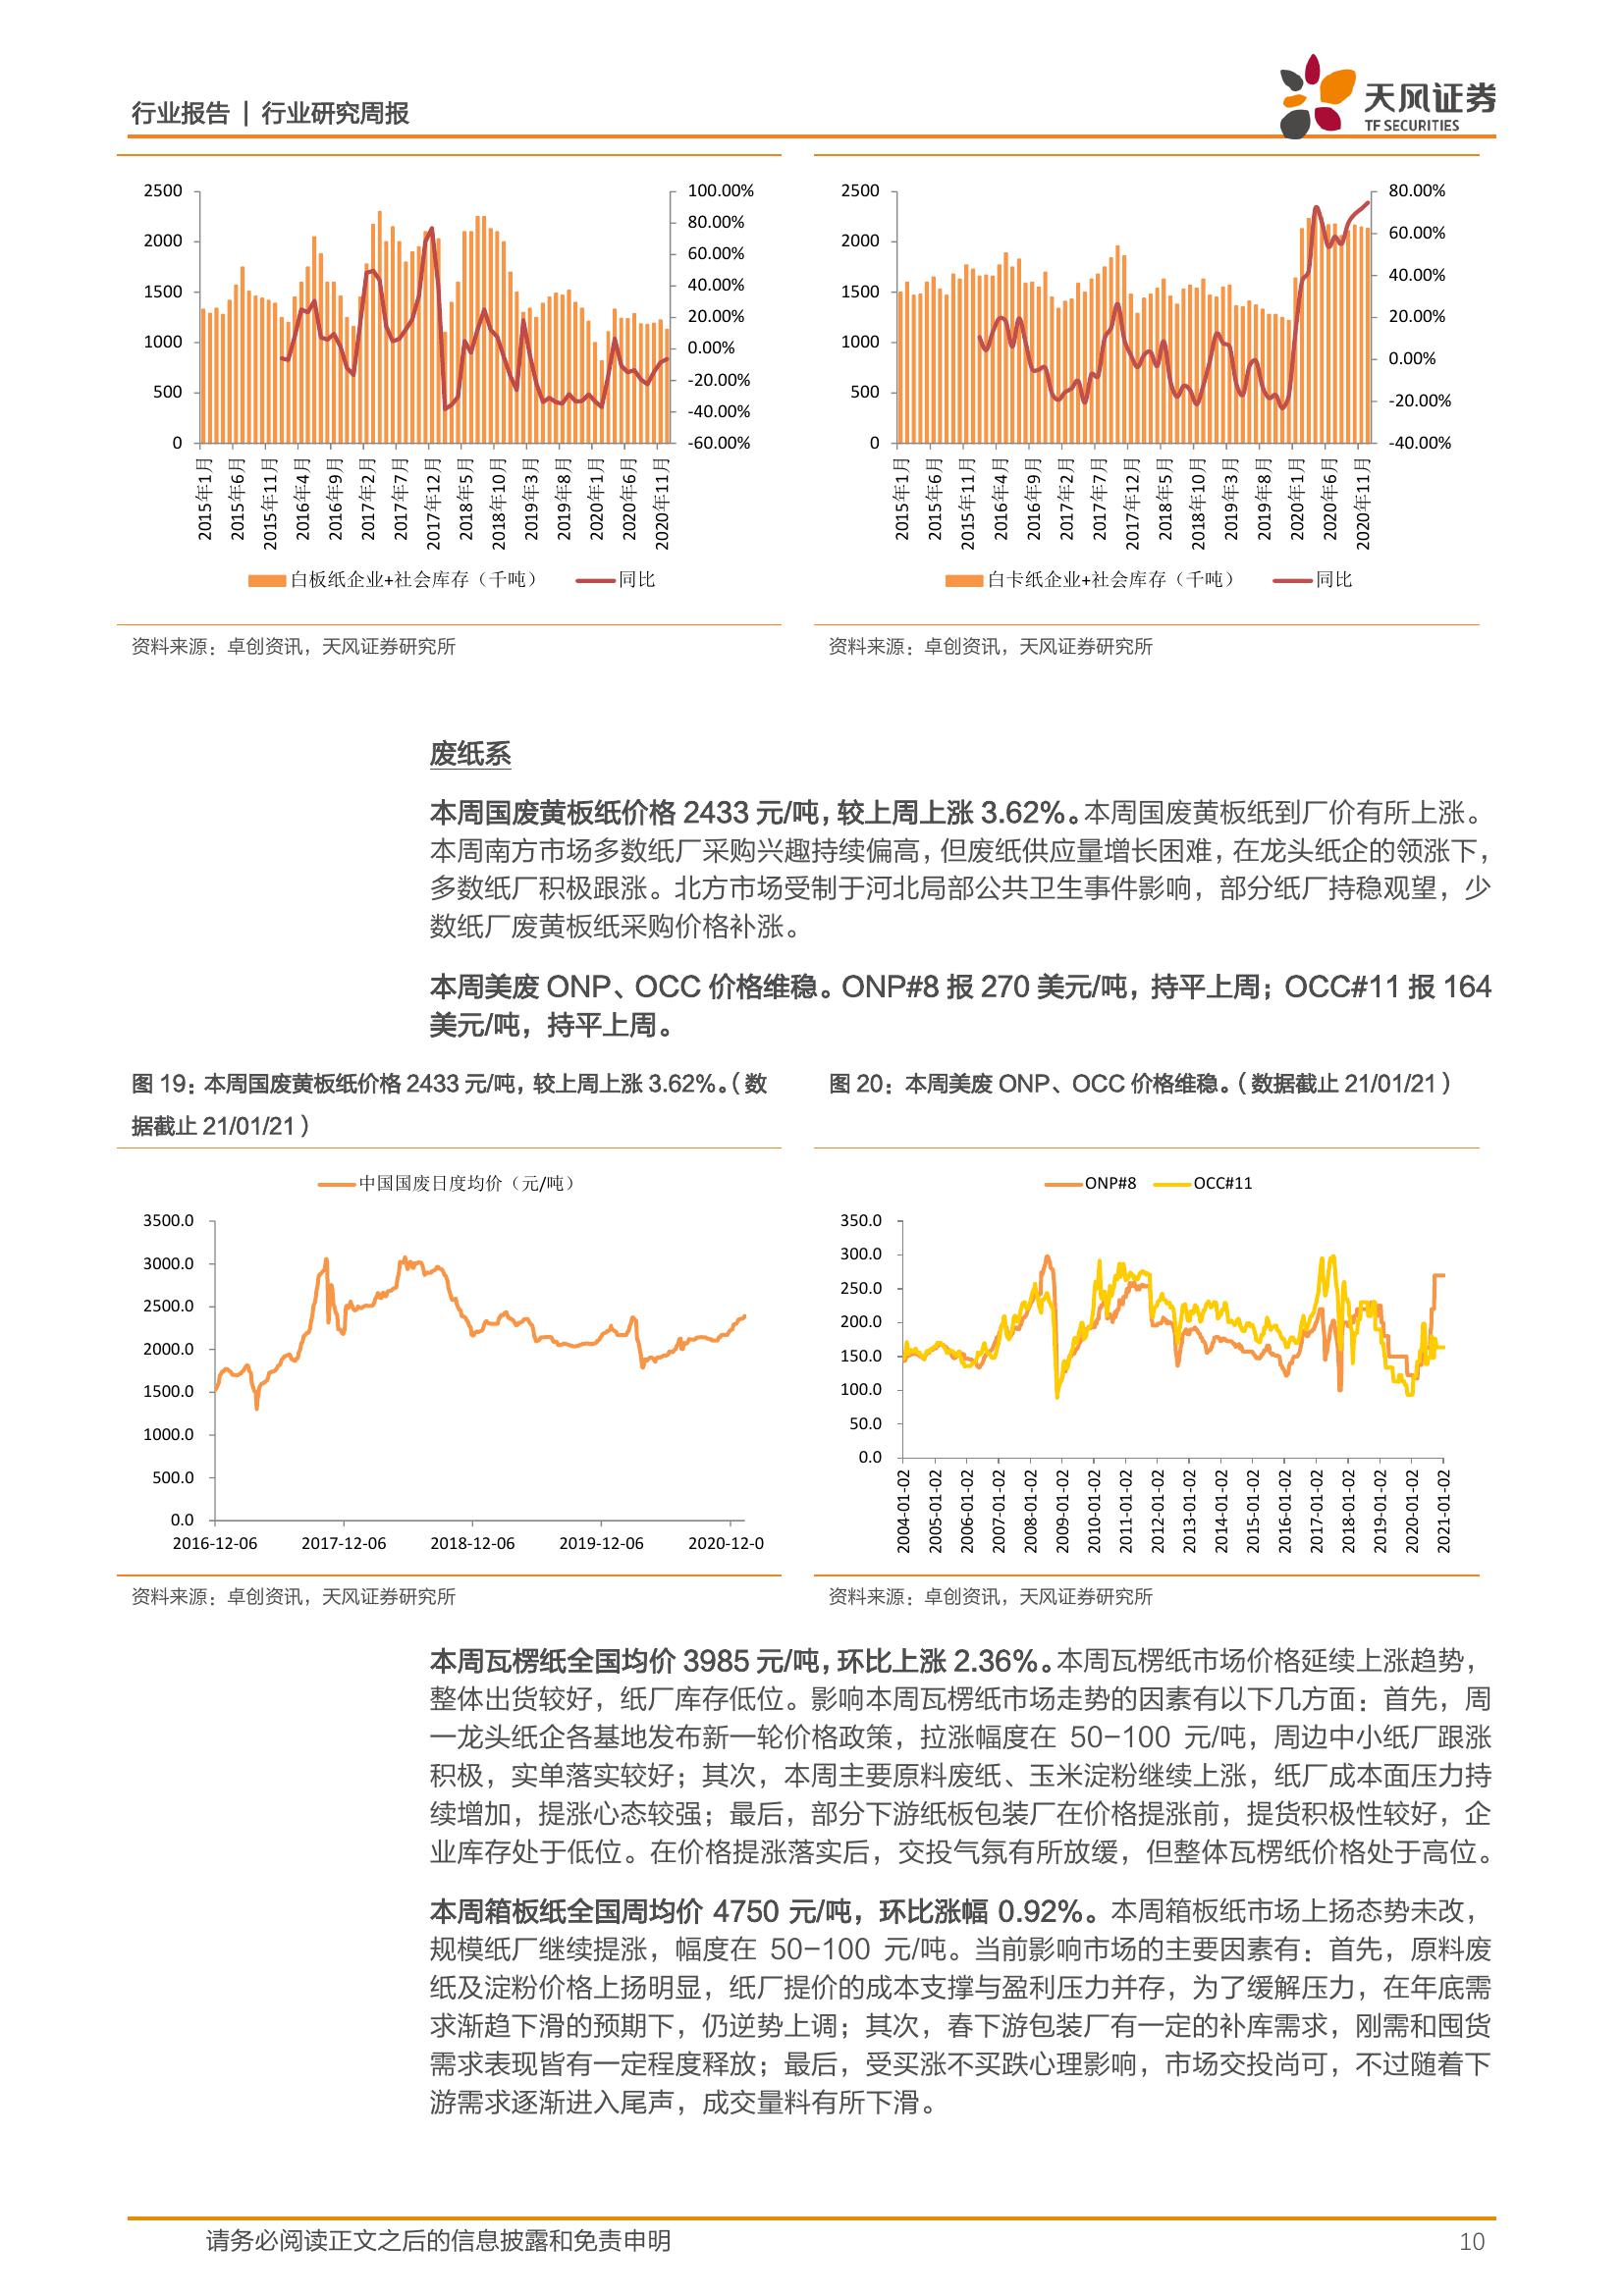 行业报告 | 行业研究周报
天风证券
TF SECURITIES
2500
2000
1500
1000
500
0
100.00%
80.00%
60.00%
40.00%
20.00%
0.00%
-20.00%
-40.00%
-60.00%
2015年1月
2015年6月
2015年11月
2016年4月
2016年9月
2017年2月
2017年7月
2017年12月
2018年5月
2018年10月
2019年3月
2019年8月
2020年1月
2020年6月
2020年11月
白板纸企业+社会库存（千吨） 同比
2500
2000
1500
1000
500
0
80.00%
60.00%
40.00%
20.00%
0.00%
-20.00%
-40.00%
2015年1月
2015年6月
2015年11月
2016年4月
2016年9月
2017年2月
2017年7月
2017年12月
2018年5月
2018年10月
2019年3月
2019年8月
2020年1月
2020年6月
2020年11月
白卡纸企业+社会库存（千吨） 同比
资料来源：卓创资讯，天风证券研究所
资料来源：卓创资讯，天风证券研究所
废纸系
本周国废黄板纸价格 2433 元/吨，较上周上涨 3.62%。本周国废黄板纸到厂价有所上涨。
本周南方市场多数纸厂采购兴趣持续偏高，但废纸供应量增长困难，在龙头纸企的领涨下，
多数纸厂积极跟涨。北方市场受制于河北局部公共卫生事件影响，部分纸厂持稳观望，少
数纸厂废黄板纸采购价格补涨。
本周美废 ONP、OCC 价格维稳。ONP#8 报 270 美元/吨，持平上周；OCC#11 报 164
美元/吨，持平上周。
图 19：本周国废黄板纸价格 2433 元/吨，较上周上涨 3.62%。（数
据截止 21/01/21）
图 20：本周美废 ONP、OCC 价格维稳。（数据截止 21/01/21）
中国国废日度均价（元/吨）
3500.0
3000.0
2500.0
2000.0
1500.0
1000.0
500.0
0.0
2016-12-06 2017-12-06 2018-12-06 2019-12-06 2020-12-0
ONP#8 OCC#11
350.0
300.0
250.0
200.0
150.0
100.0
50.0
0.0
2004-01-02
2005-01-02
2006-01-02
2007-01-02
2008-01-02
2009-01-02
2010-01-02
2011-01-02
2012-01-02
2013-01-02
2014-01-02
2015-01-02
2016-01-02
2017-01-02
2018-01-02
2019-01-02
2020-01-02
2021-01-02
资料来源：卓创资讯，天风证券研究所
资料来源：卓创资讯，天风证券研究所
本周瓦楞纸全国均价 3985 元/吨，环比上涨 2.36%。本周瓦楞纸市场价格延续上涨趋势，
整体出货较好，纸厂库存低位。影响本周瓦楞纸市场走势的因素有以下几方面：首先，周
一龙头纸企各基地发布新一轮价格政策，拉涨幅度在 50-100 元/吨，周边中小纸厂跟涨
积极，实单落实较好；其次，本周主要原料废纸、玉米淀粉继续上涨，纸厂成本面压力持
续增加，提涨心态较强；最后，部分下游纸板包装厂在价格提涨前，提货积极性较好，企
业库存处于低位。在价格提涨落实后，交投气氛有所放缓，但整体瓦楞纸价格处于高位。
本周箱板纸全国周均价 4750 元/吨，环比涨幅 0.92%。本周箱板纸市场上扬态势未改，
规模纸厂继续提涨，幅度在 50-100 元/吨。当前影响市场的主要因素有：首先，原料废
纸及淀粉价格上扬明显，纸厂提价的成本支撑与盈利压力并存，为了缓解压力，在年底需
求渐趋下滑的预期下，仍逆势上调；其次，春下游包装厂有一定的补库需求，刚需和囤货
需求表现皆有一定程度释放；最后，受买涨不买跌心理影响，市场交投尚可，不过随着下
游需求逐渐进入尾声，成交量料有所下滑。
请务必阅读正文之后的信息披露和免责申明
10